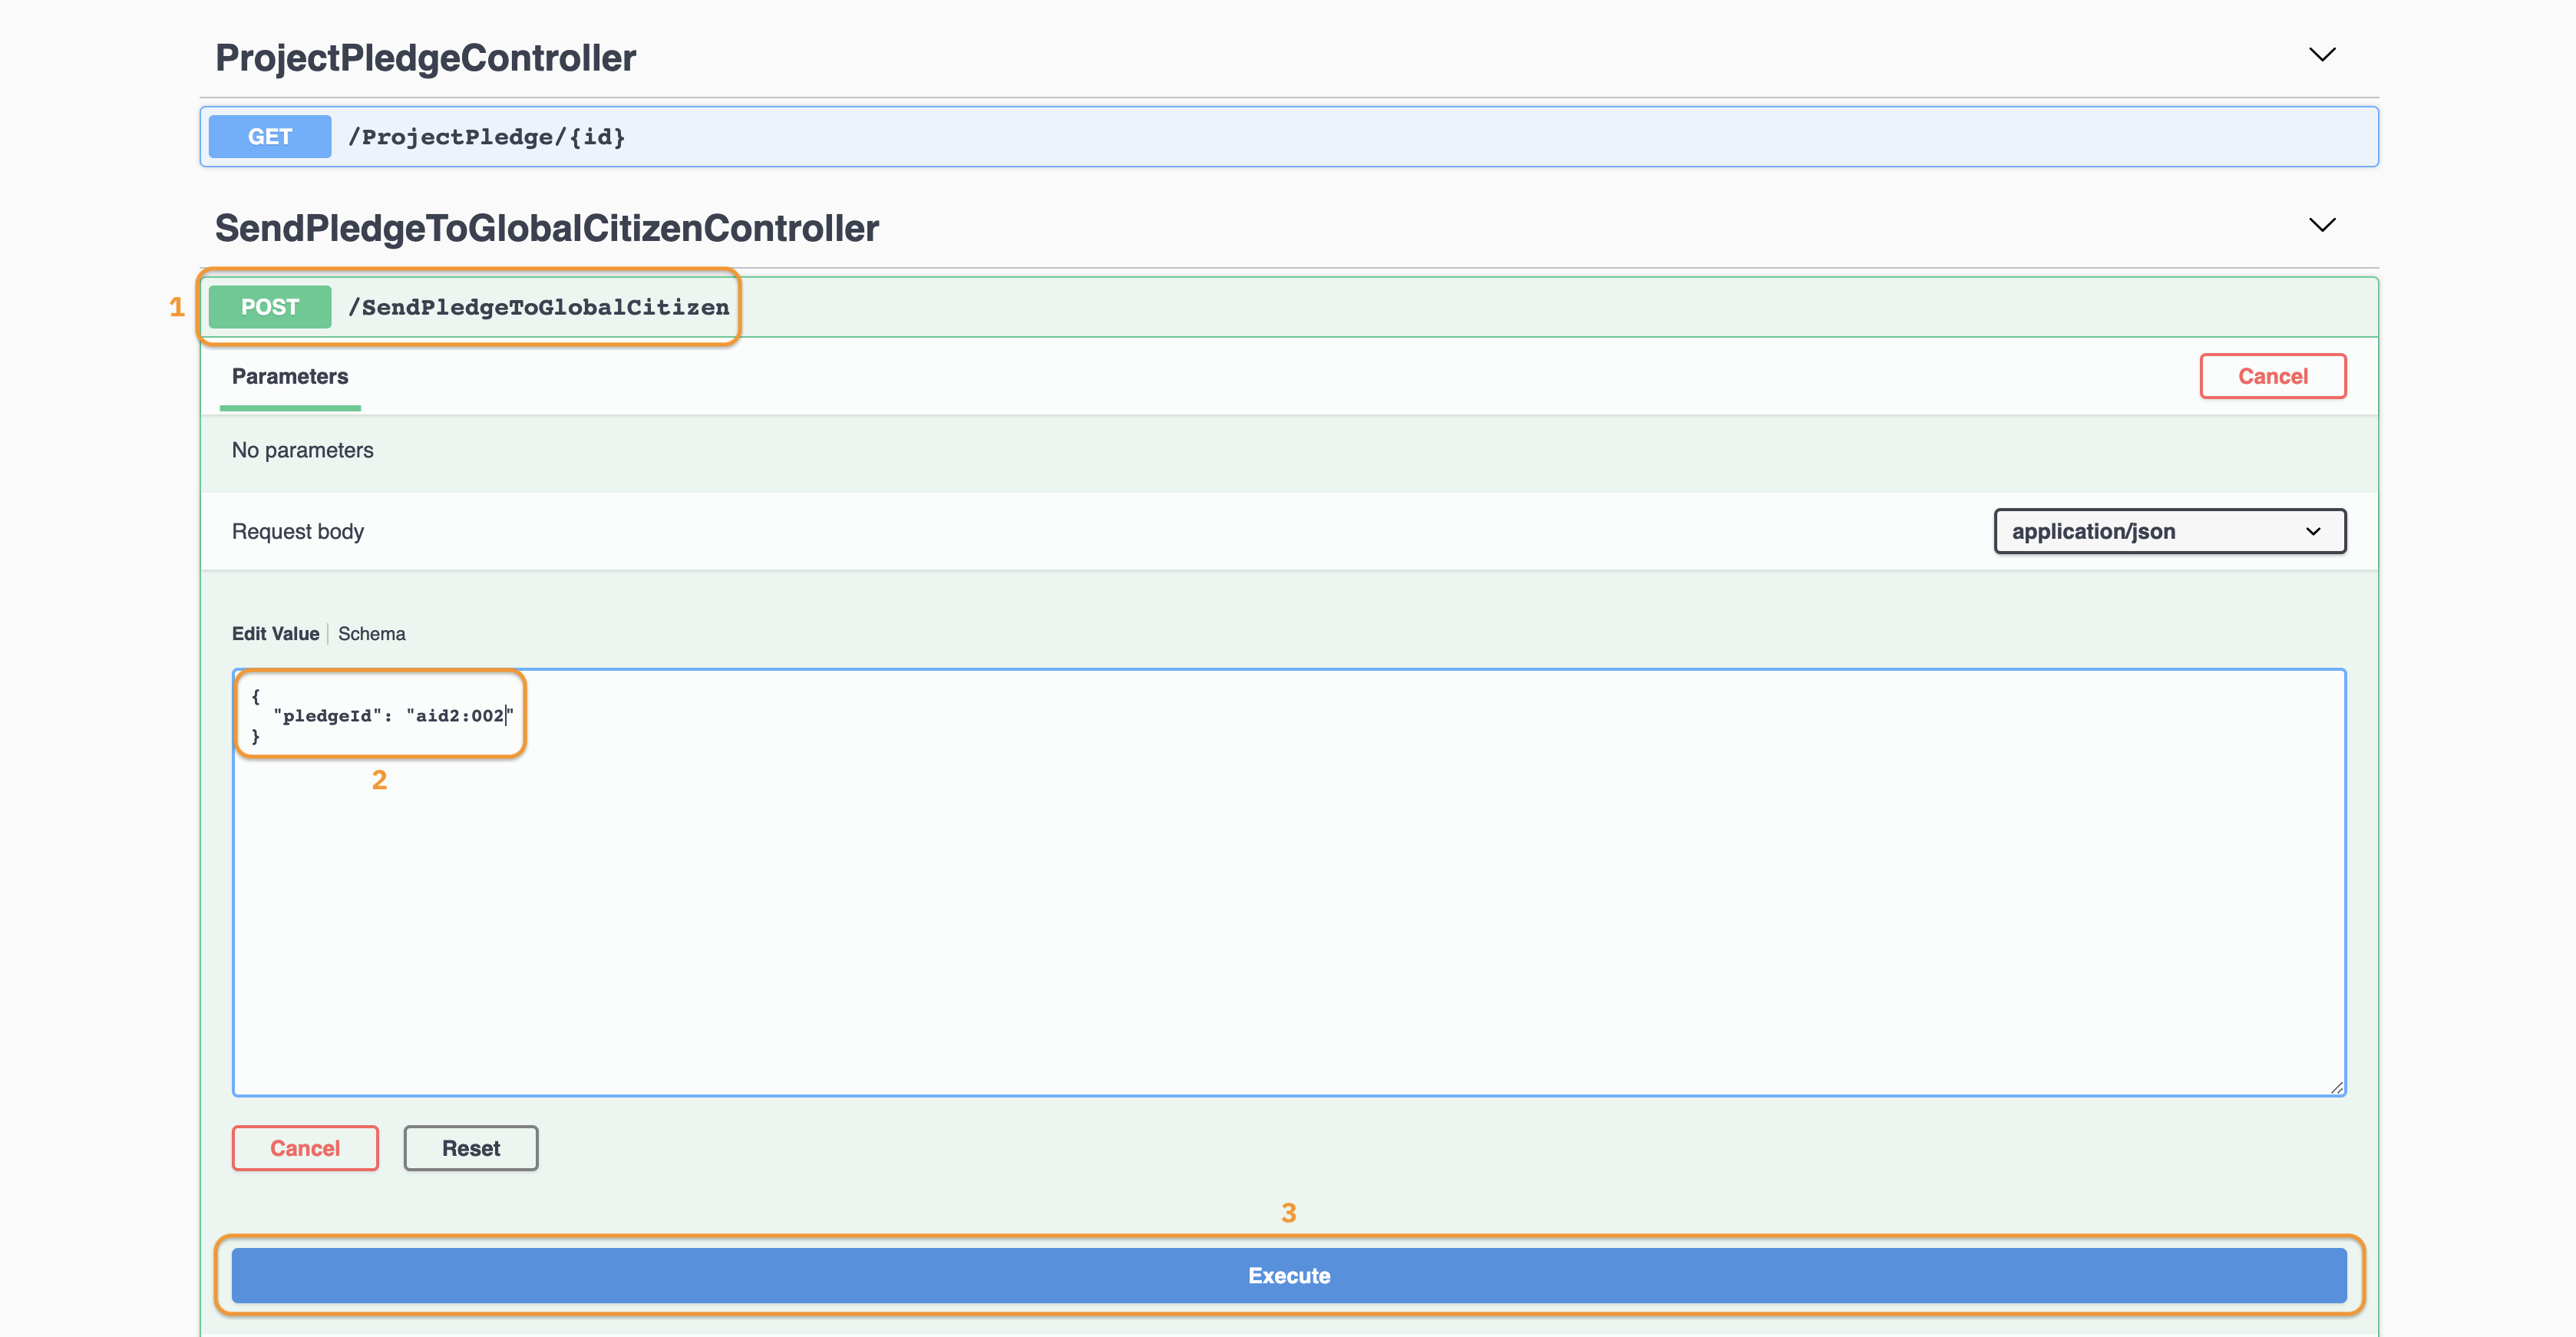 ProjectPledgeController
GET /ProjectPledge/{id}
SendPledgeToGlobalCitizenController
1 POST /SendPledgeToGlobalCitizen
Parameters Cancel
No parameters
Request body application/json
Edit Value Schema
{
"pledgeId": "aid2:002"
}
2
Cancel Reset
3
Execute